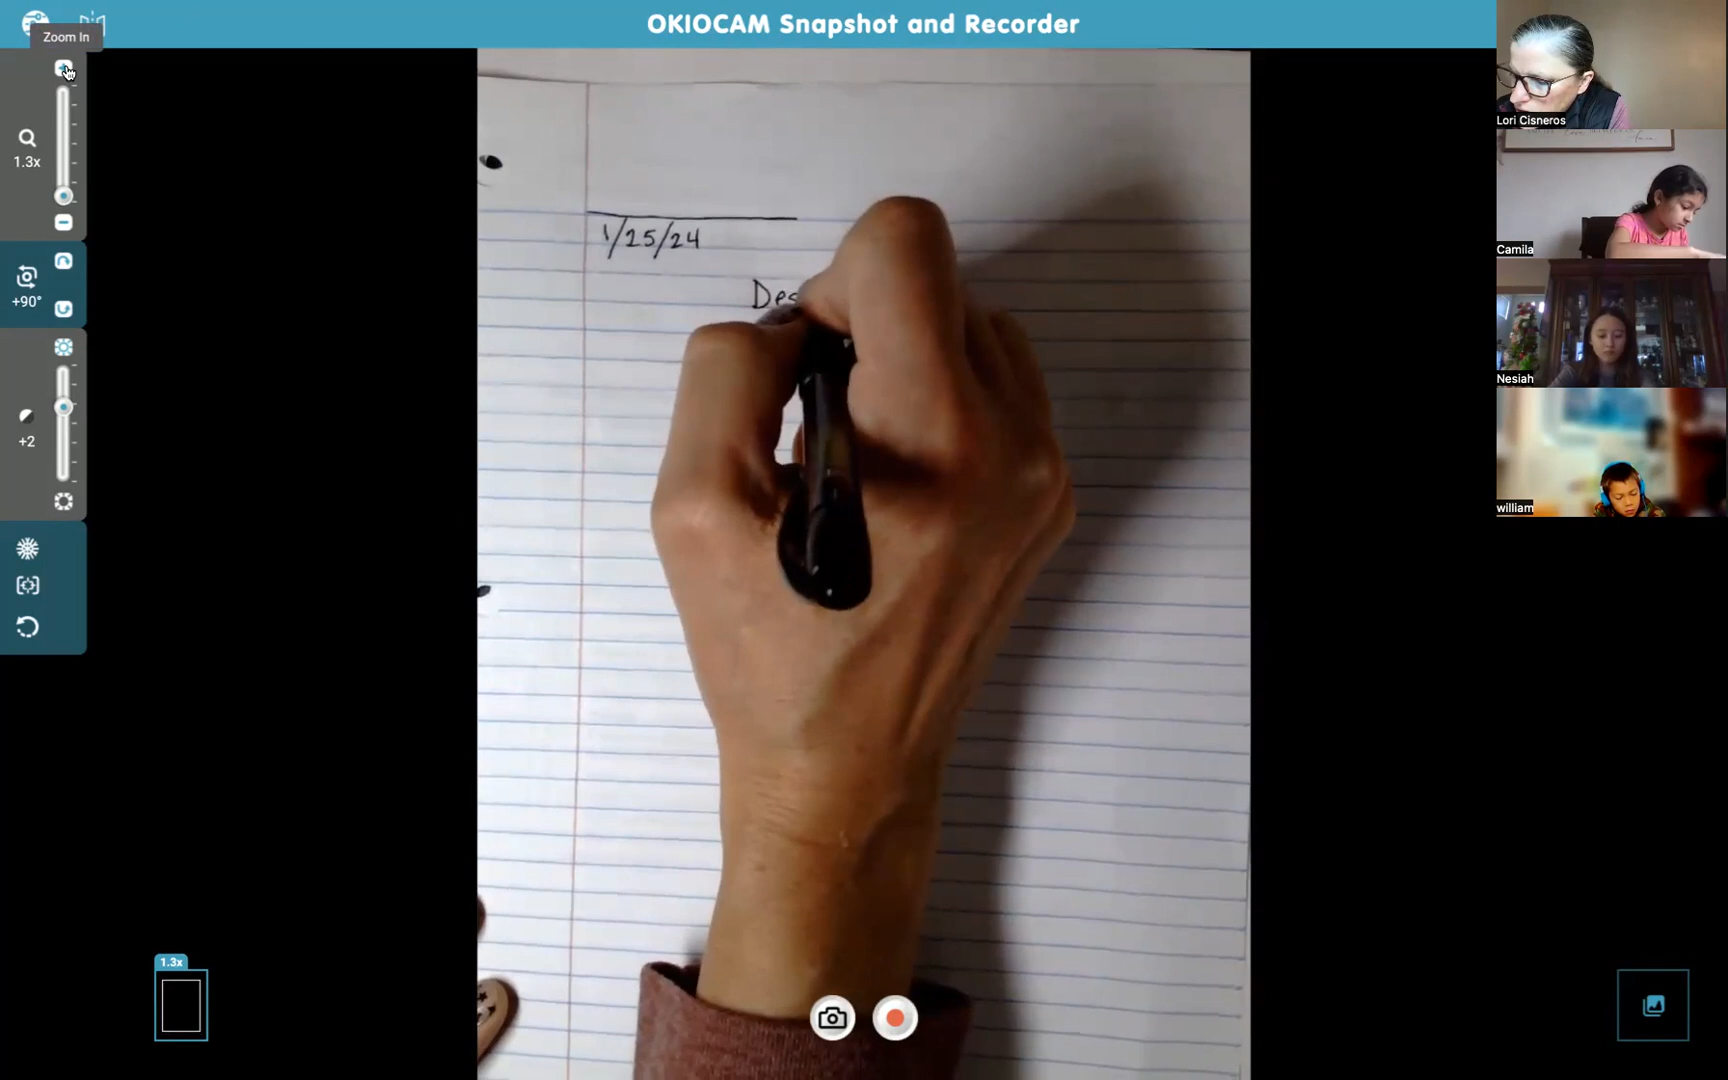 OKIOCAM Snapshot and Recorder
Zoom In
1.3x
+90°
+2
1/25/24
Des
1.3x
Lori Cisneros
Camila
Nesiah
william